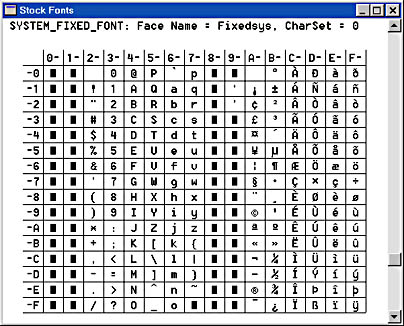 Stock Fonts
SYSTEM_FIXED_FONT: Face Name = Fixedsys, CharSet = 0
0- 1- 2- 3- 4- 5- 6- 7- 8- 9- A- B- C- D- E- F-
-0 ▮ ▮ 0 @ P ` p ▮ ▮ ° À Ð à ð
-1 ▮ ▮ ! 1 A Q a q ▮ ‘ ¡ ± Á Ñ á ñ
-2 ▮ ▮ " 2 B R b r ▮ ’ ¢ ² Â Ò â ò
-3 ▮ ▮ # 3 C S c s ▮ ▮ £ ³ Ã Ó ã ó
-4 ▮ ▮ $ 4 D T d t ▮ ▮ ¤ ´ Ä Ô ä ô
-5 ▮ ▮ % 5 E U e u ▮ ▮ ¥ µ Å Õ å õ
-6 ▮ ▮ & 6 F V f v ▮ ▮ ¦ ¶ Æ Ö æ ö
-7 ▮ ▮ ' 7 G W g w ▮ ▮ § · Ç × ç ÷
-8 ▮ ▮ ( 8 H X h x ▮ ▮ ¨ ¸ È Ø è ø
-9 ▮ ▮ ) 9 I Y i y ▮ ▮ © ¹ É Ù é ù
-A ▮ ▮ * : J Z j z ▮ ▮ ª º Ê Ú ê ú
-B ▮ ▮ + ; K [ k { ▮ ▮ « » Ë Û ë û
-C ▮ ▮ , < L \ l | ▮ ▮ ¬ ¼ Ì Ü ì ü
-D ▮ ▮ - = M ] m } ▮ ▮ - ½ Í Ý í ý
-E ▮ ▮ . > N ^ n ~ ▮ ▮ ® ¾ Î Þ î þ
-F ▮ ▮ / ? O _ o ▮ ▮ ▮ ¯ ¿ Ï ß ï ÿ